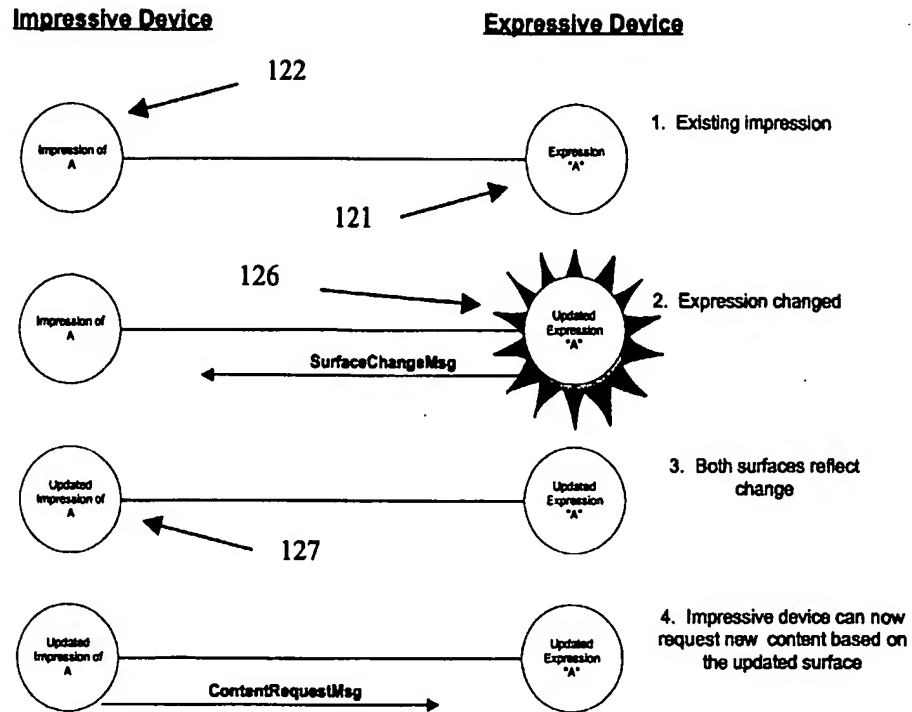 Impressive Device
Expressive Device
122
Impression of
A
Expression
"A"
1. Existing impression
121
126
Impression of
A
Updated
Expression
"A"
2. Expression changed
SurfaceChangeMsg
Updated
Impression of
A
Updated
Expression
"A"
3. Both surfaces reflect
change
127
Updated
Impression of
A
Updated
Expression
"A"
4. Impressive device can now
request new content based on
the updated surface
ContentRequestMsg